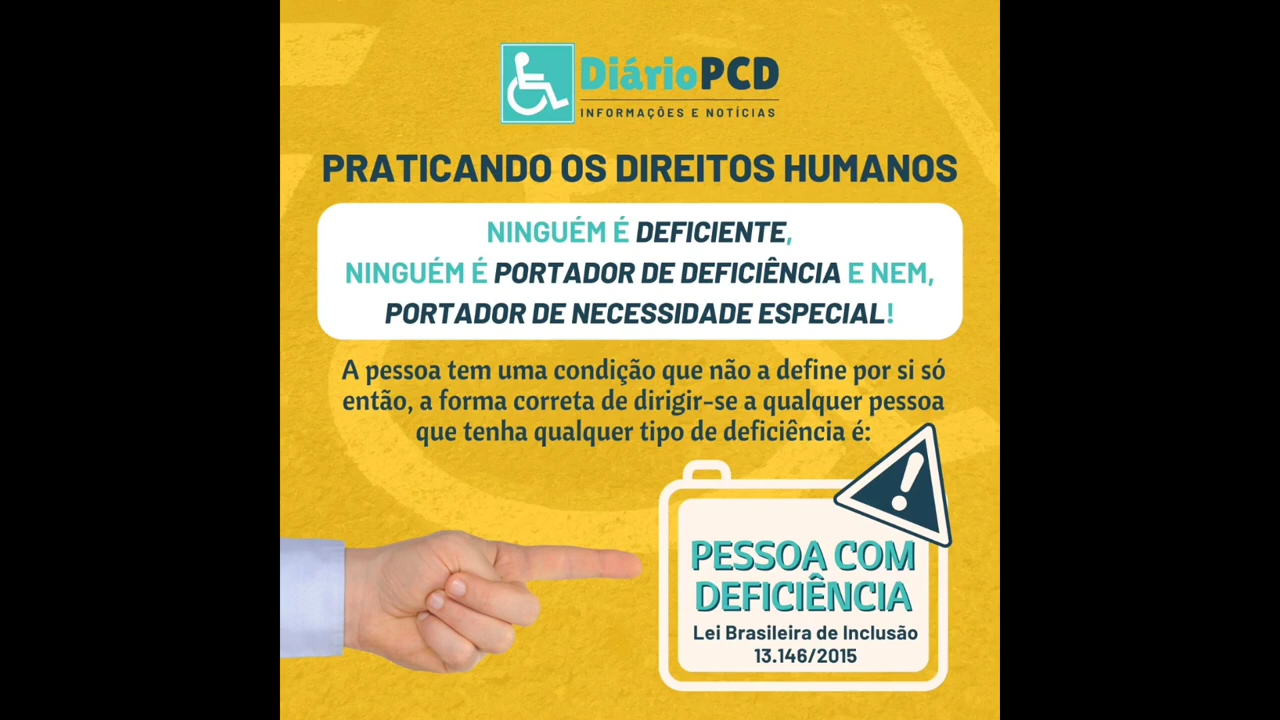 DiárioPCD
INFORMAÇÕES E NOTÍCIAS
PRATICANDO OS DIREITOS HUMANOS
NINGUÉM É DEFICIENTE,
NINGUÉM É PORTADOR DE DEFICIÊNCIA E NEM,
PORTADOR DE NECESSIDADE ESPECIAL!
A pessoa tem uma condição que não a define por si só
então, a forma correta de dirigir-se a qualquer pessoa
que tenha qualquer tipo de deficiência é:
PESSOA COM
DEFICIÊNCIA
Lei Brasileira de Inclusão
13.146/2015